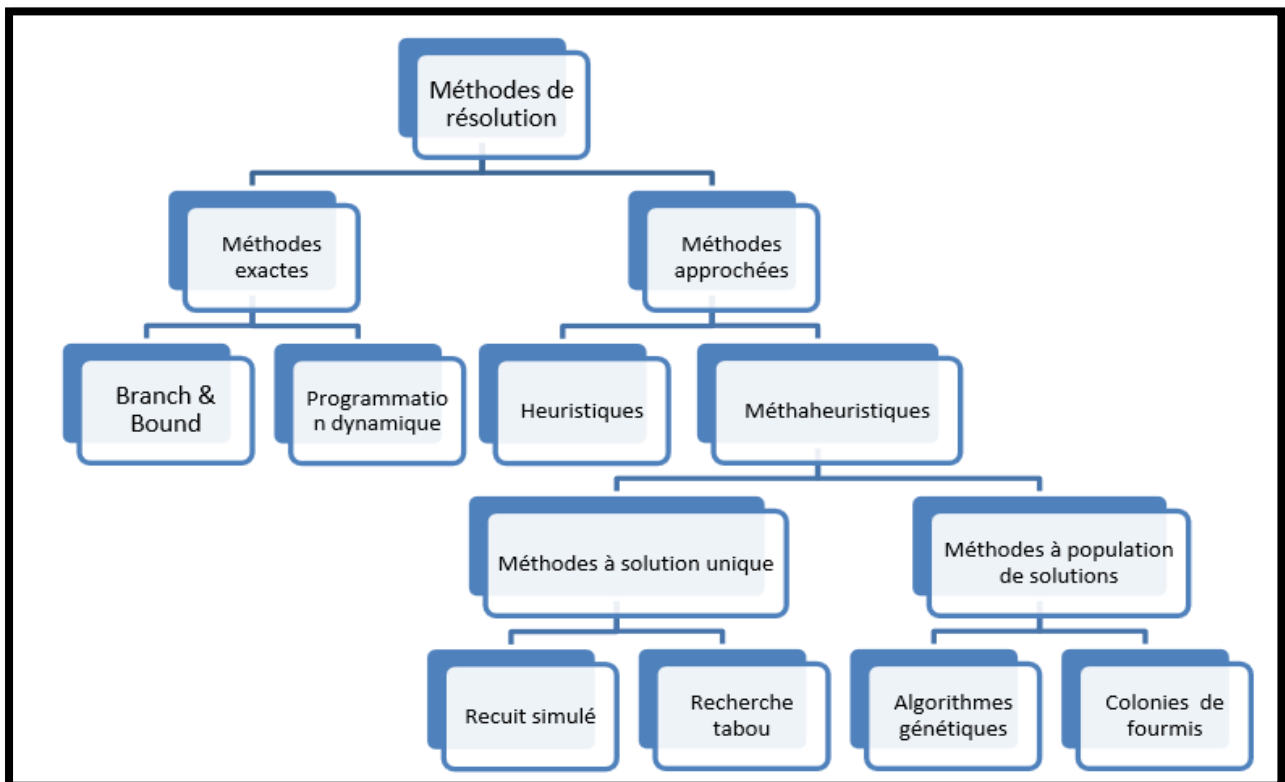 Méthodes de
résolution
Méthodes
exactes
Méthodes
approchées
Branch &
Bound
Programmatio
n dynamique
Heuristiques
Méthaheuristiques
Méthodes à solution unique
Méthodes à population
de solutions
Recuit simulé
Recherche
tabou
Algorithmes
génétiques
Colonies de
fourmis